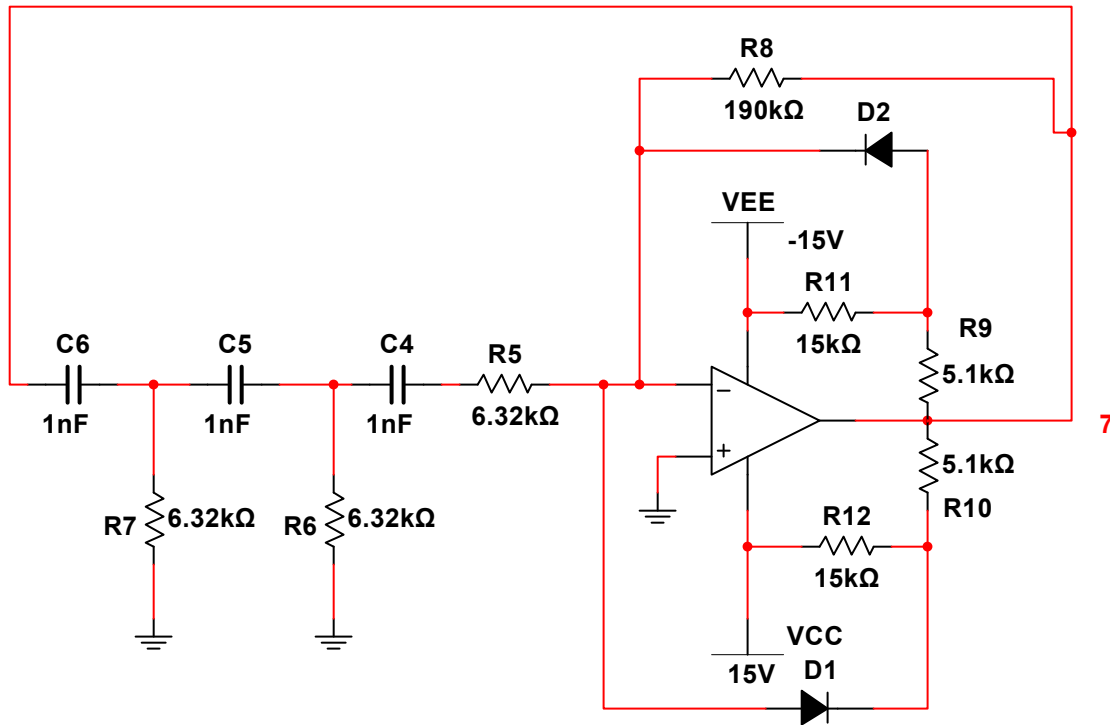 R8
190kΩ
D2
VEE
-15V
R11
15kΩ
R9
5.1kΩ
C6
1nF
C5
1nF
C4
1nF
R5
6.32kΩ
−
+
7
5.1kΩ
R10
R7
6.32kΩ
R6
6.32kΩ
R12
15kΩ
VCC
15V
D1